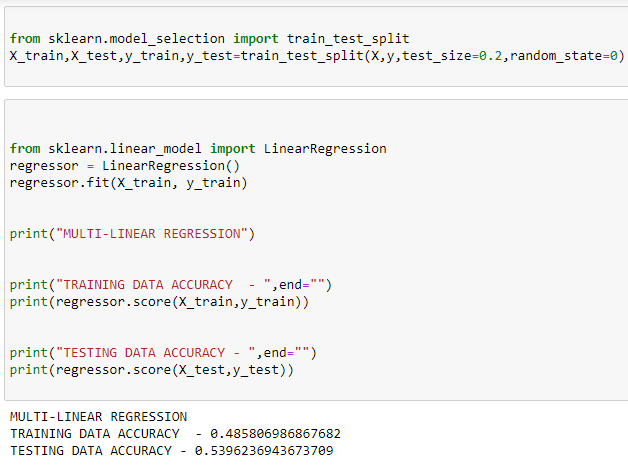 from sklearn.model_selection import train_test_split
X_train,X_test,y_train,y_test=train_test_split(X,y,test_size=0.2,random_state=0)
from sklearn.linear_model import LinearRegression
regressor = LinearRegression()
regressor.fit(X_train, y_train)
print("MULTI-LINEAR REGRESSION")
print("TRAINING DATA ACCURACY  - ",end="")
print(regressor.score(X_train,y_train))
print("TESTING DATA ACCURACY - ",end="")
print(regressor.score(X_test,y_test))
MULTI-LINEAR REGRESSION
TRAINING DATA ACCURACY  - 0.485806986867682
TESTING DATA ACCURACY - 0.5396236943673709